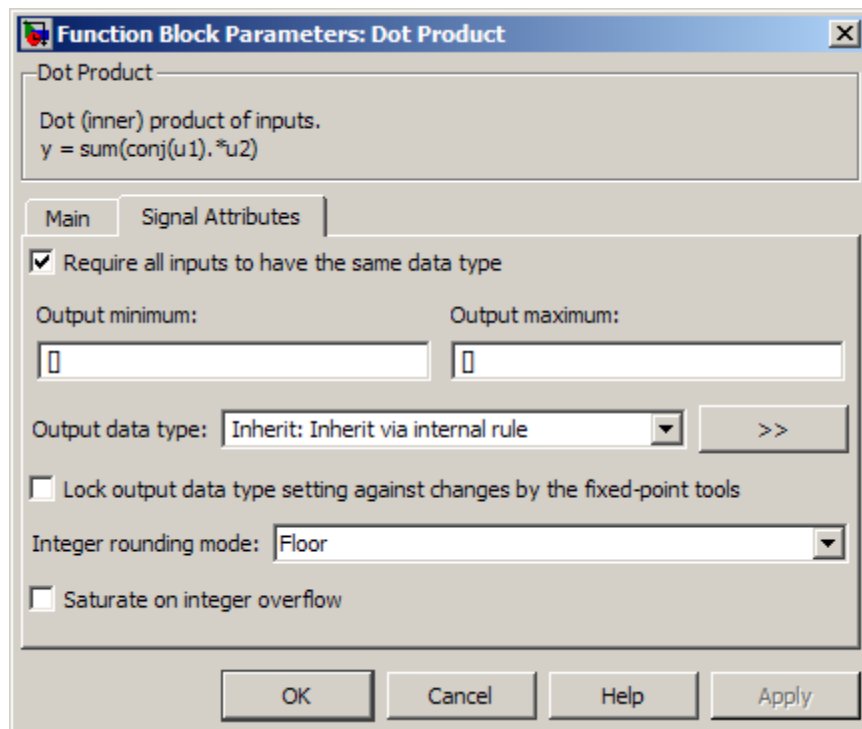 Function Block Parameters: Dot Product
Dot Product
Dot (inner) product of inputs.
y = sum(conj(u1).*u2)
Main Signal Attributes
Require all inputs to have the same data type
Output minimum: Output maximum:
[] []
Output data type: Inherit: Inherit via internal rule >>
Lock output data type setting against changes by the fixed-point tools
Integer rounding mode: Floor
Saturate on integer overflow
OK Cancel Help Apply